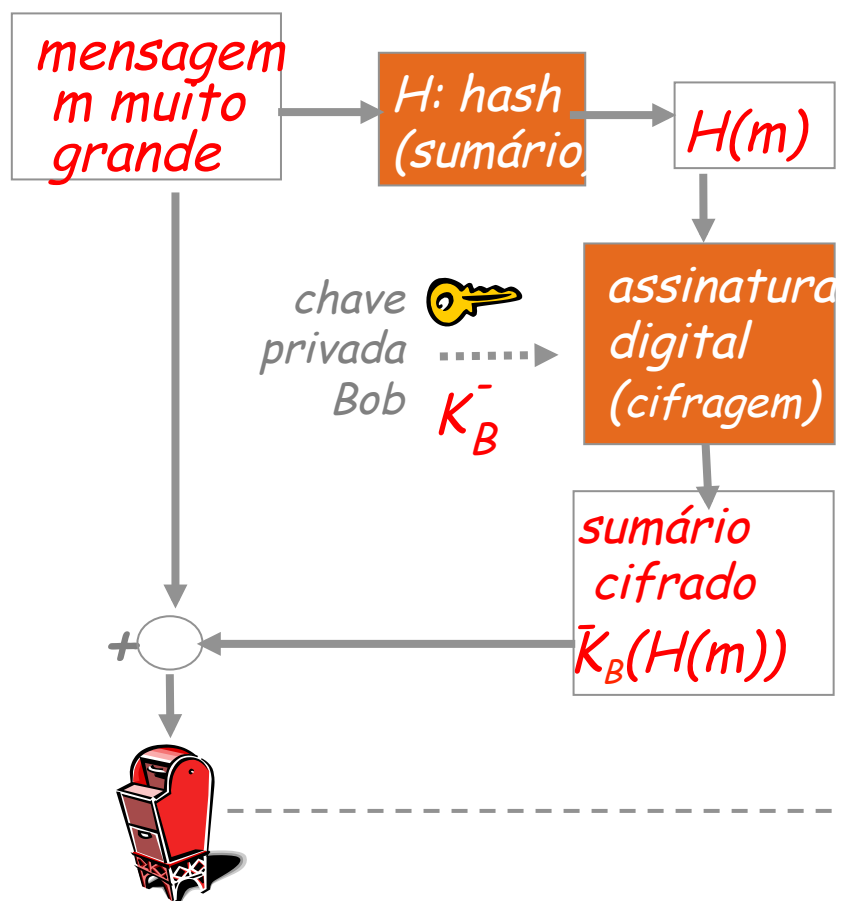 mensagem
m muito
grande
H: hash
(sumário)
H(m)
chave
privada
Bob
K⁻B
assinatura
digital
(cifragem)
sumário
cifrado
K⁻B(H(m))
+